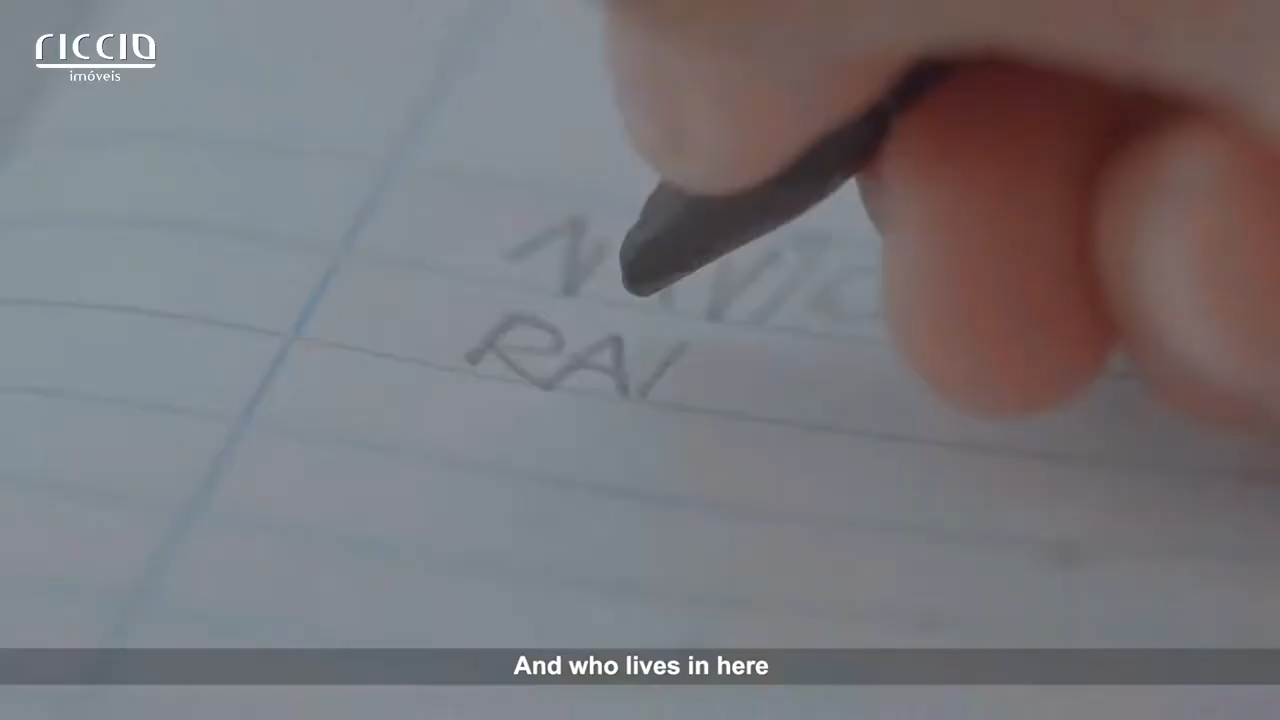 riccio
imóveis
RAI
And who lives in here